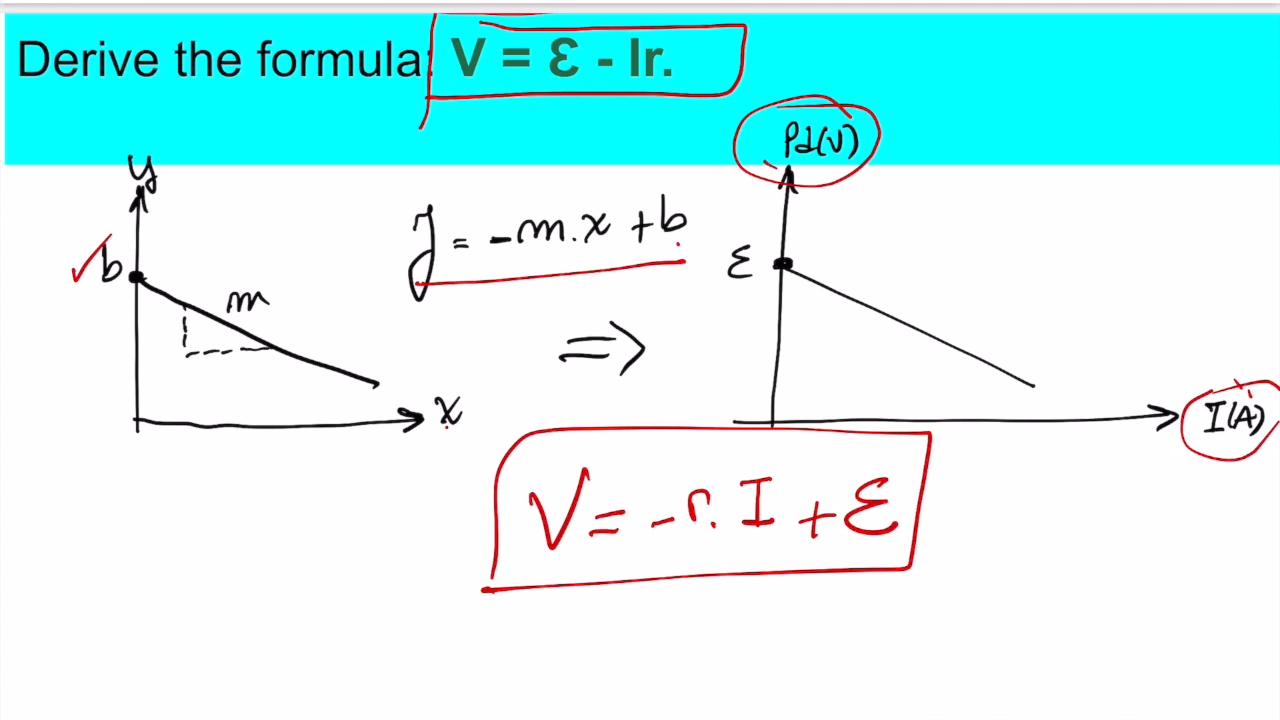 Derive the formula: V = Ɛ - Ir.
y
b
m
x
y = -m.x + b
⇒
Pd(V)
Ɛ
I(A)
V = -r. I + Ɛ